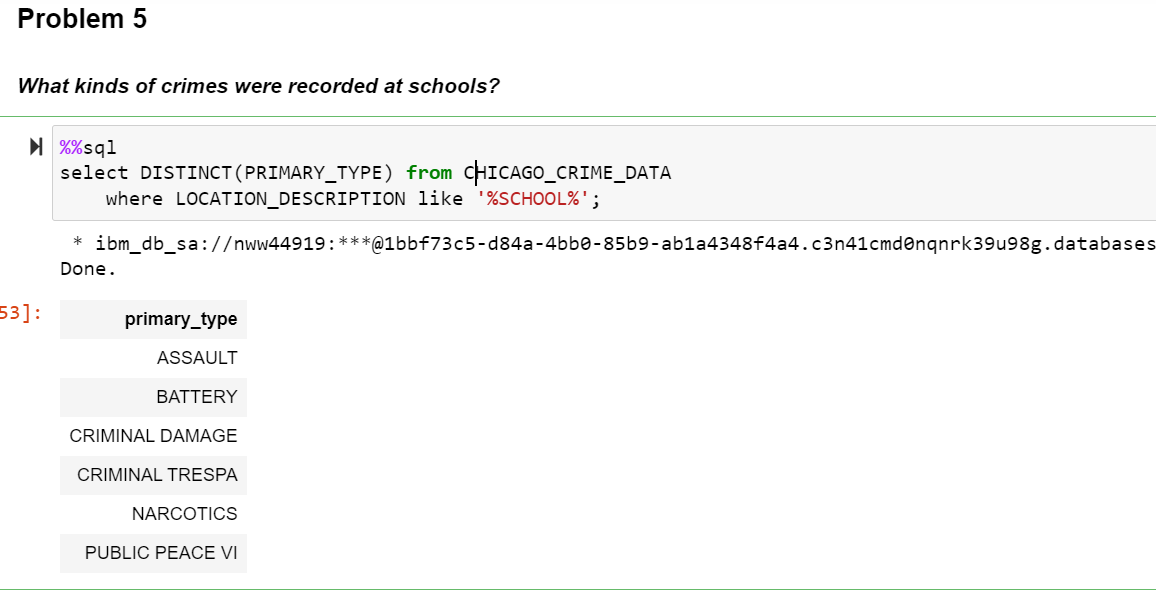 Problem 5
What kinds of crimes were recorded at schools?
%%sql
select DISTINCT(PRIMARY_TYPE) from CHICAGO_CRIME_DATA
where LOCATION_DESCRIPTION like '%SCHOOL%';
* ibm_db_sa://nww44919:***@1bbf73c5-d84a-4bb0-85b9-ab1a4348f4a4.c3n41cmd0nqnrk39u98g.databases
Done.
53]:
primary_type
ASSAULT
BATTERY
CRIMINAL DAMAGE
CRIMINAL TRESPA
NARCOTICS
PUBLIC PEACE VI